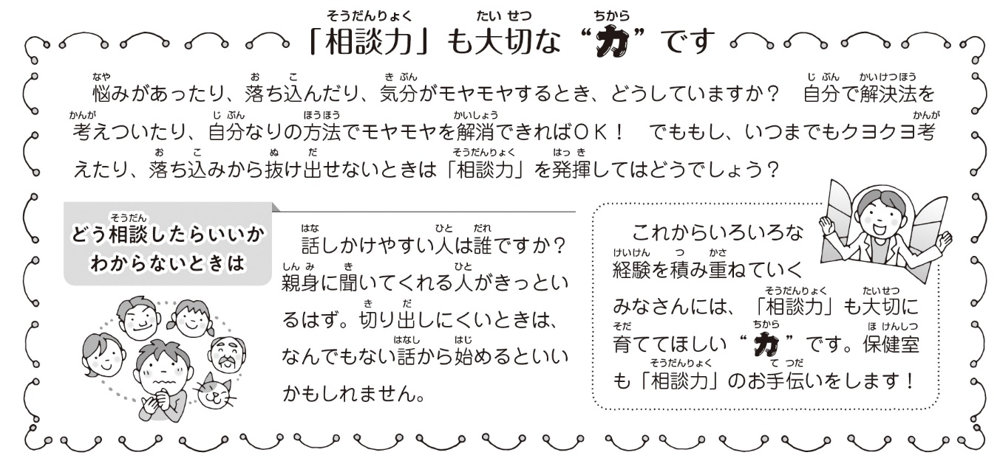 「相談力」も大切な“力”です
悩みがあったり、落ち込んだり、気分がモヤモヤするとき、どうしていますか？　自分で解決法を
考えついたり、自分なりの方法でモヤモヤを解消できればＯＫ！　でももし、いつまでもクヨクヨ考
えたり、落ち込みから抜け出せないときは「相談力」を発揮してはどうでしょう？
どう相談したらいいか
わからないときは
話しかけやすい人は誰ですか？
親身に聞いてくれる人がきっとい
るはず。切り出しにくいときは、
なんでもない話から始めるといい
かもしれません。
これからいろいろな
経験を積み重ねていく
みなさんには、「相談力」も大切に
育ててほしい“力”です。保健室
も「相談力」のお手伝いをします！